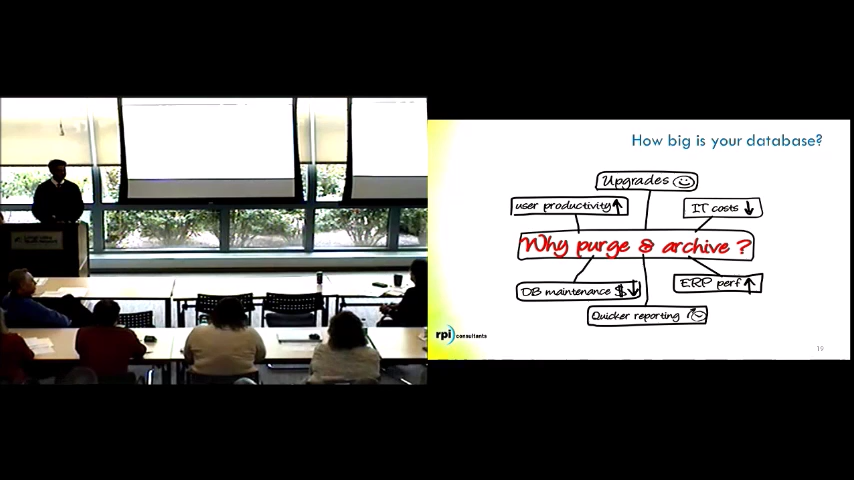 How big is your database?
Upgrades
user productivity
IT costs
Why purge & archive ?
DB maintenance $
ERP perf
Quicker reporting
rpi consultants
19